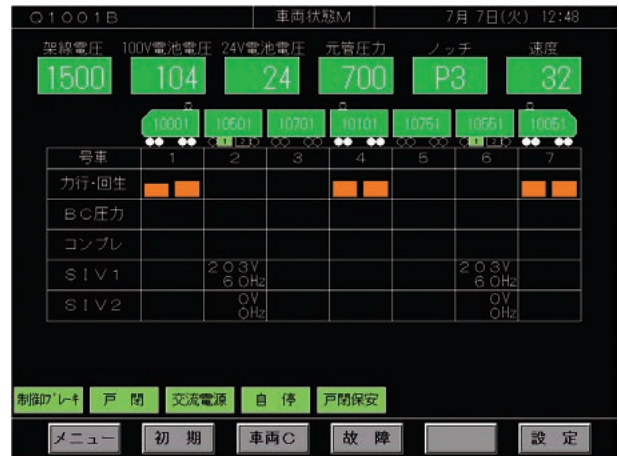 Q1001B 車両状態M 7月 7日(火) 12:48
架線電圧 100V電池電圧 24V電池電圧 元管圧力 ノッチ 速度
1500 104 24 700 P3 32
10001 10501 10701 10101 10751 10551 10051
1 2 1 2
号車 1 2 3 4 5 6 7
力行・回生
BC圧力
コンプレ
SIV1 203V 60Hz 203V 60Hz
SIV2 0V 0Hz 0V 0Hz
制御ブレーキ 戸閉 交流電源 自停 戸閉保安
メニュー 初期 車両C 故障 設定